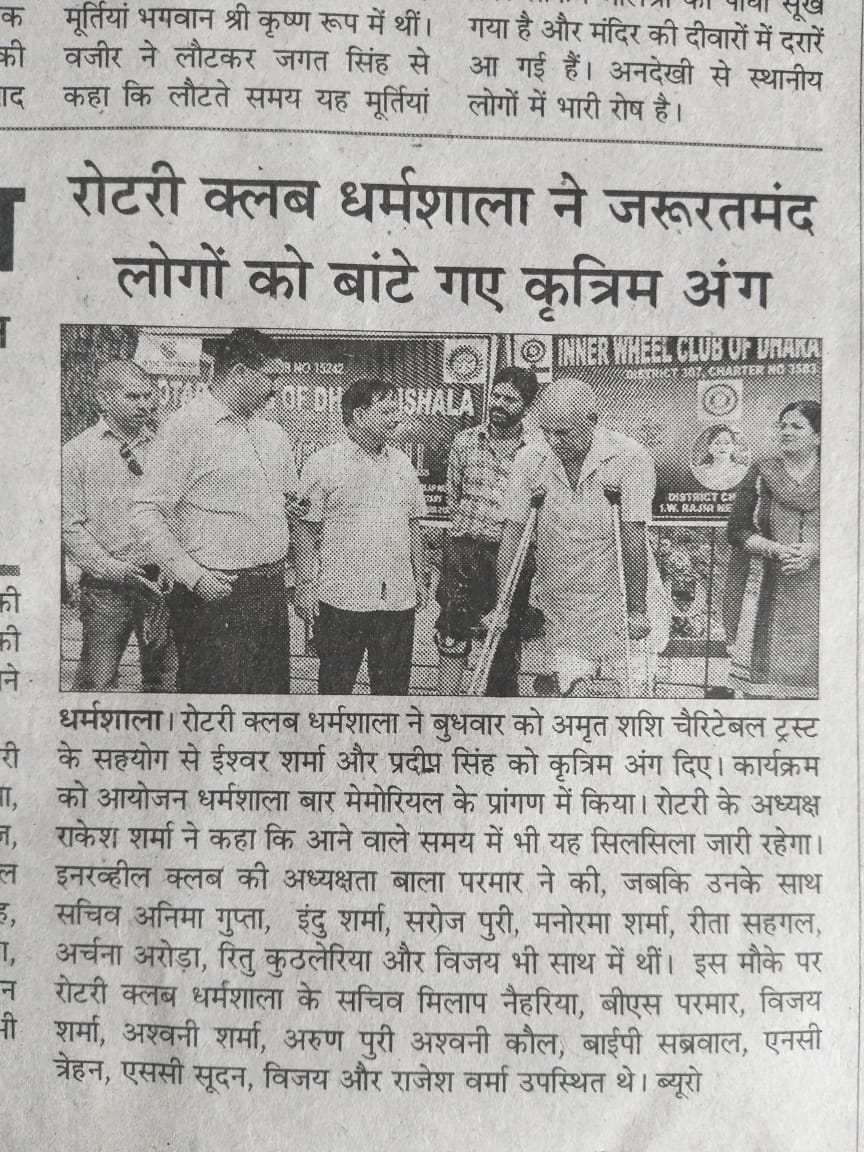 मूर्तियां भगवान श्री कृष्ण रूप में थीं।
वजीर ने लौटकर जगत सिंह से
कहा कि लौटते समय यह मूर्तियां
गया है और मंदिर की दीवारों में दरारें
आ गई हैं। अनदेखी से स्थानीय
लोगों में भारी रोष है।
रोटरी क्लब धर्मशाला ने जरूरतमंद
लोगों को बांटे गए कृत्रिम अंग
NO 15242
OF DH SHALA
INNER WHEEL CLUB OF DHARA
DISTRICT 307, CHARTER NO 1583
DISTRICT CH
I.W. RAJNI
धर्मशाला। रोटरी क्लब धर्मशाला ने बुधवार को अमृत शशि चैरिटेबल ट्रस्ट
के सहयोग से ईश्वर शर्मा और प्रदीप सिंह को कृत्रिम अंग दिए। कार्यक्रम
को आयोजन धर्मशाला बार मेमोरियल के प्रांगण में किया। रोटरी के अध्यक्ष
राकेश शर्मा ने कहा कि आने वाले समय में भी यह सिलसिला जारी रहेगा।
इनरव्हील क्लब की अध्यक्षता बाला परमार ने की, जबकि उनके साथ
सचिव अनिमा गुप्ता, इंदु शर्मा, सरोज पुरी, मनोरमा शर्मा, रीता सहगल,
अर्चना अरोड़ा, रितु कुठलेरिया और विजय भी साथ में थीं। इस मौके पर
रोटरी क्लब धर्मशाला के सचिव मिलाप नैहरिया, बीएस परमार, विजय
शर्मा, अश्वनी शर्मा, अरुण पुरी अश्वनी कौल, बाईपी सब्रवाल, एनसी
त्रेहन, एससी सूदन, विजय और राजेश वर्मा उपस्थित थे। ब्यूरो